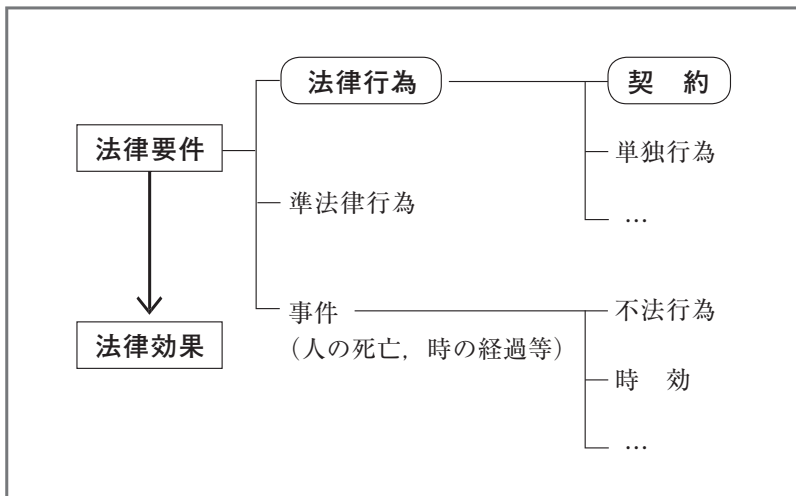 法律行為
契　約
法律要件
単独行為
準法律行為
…
事件
不法行為
（人の死亡，時の経過等）
法律効果
時　効
…